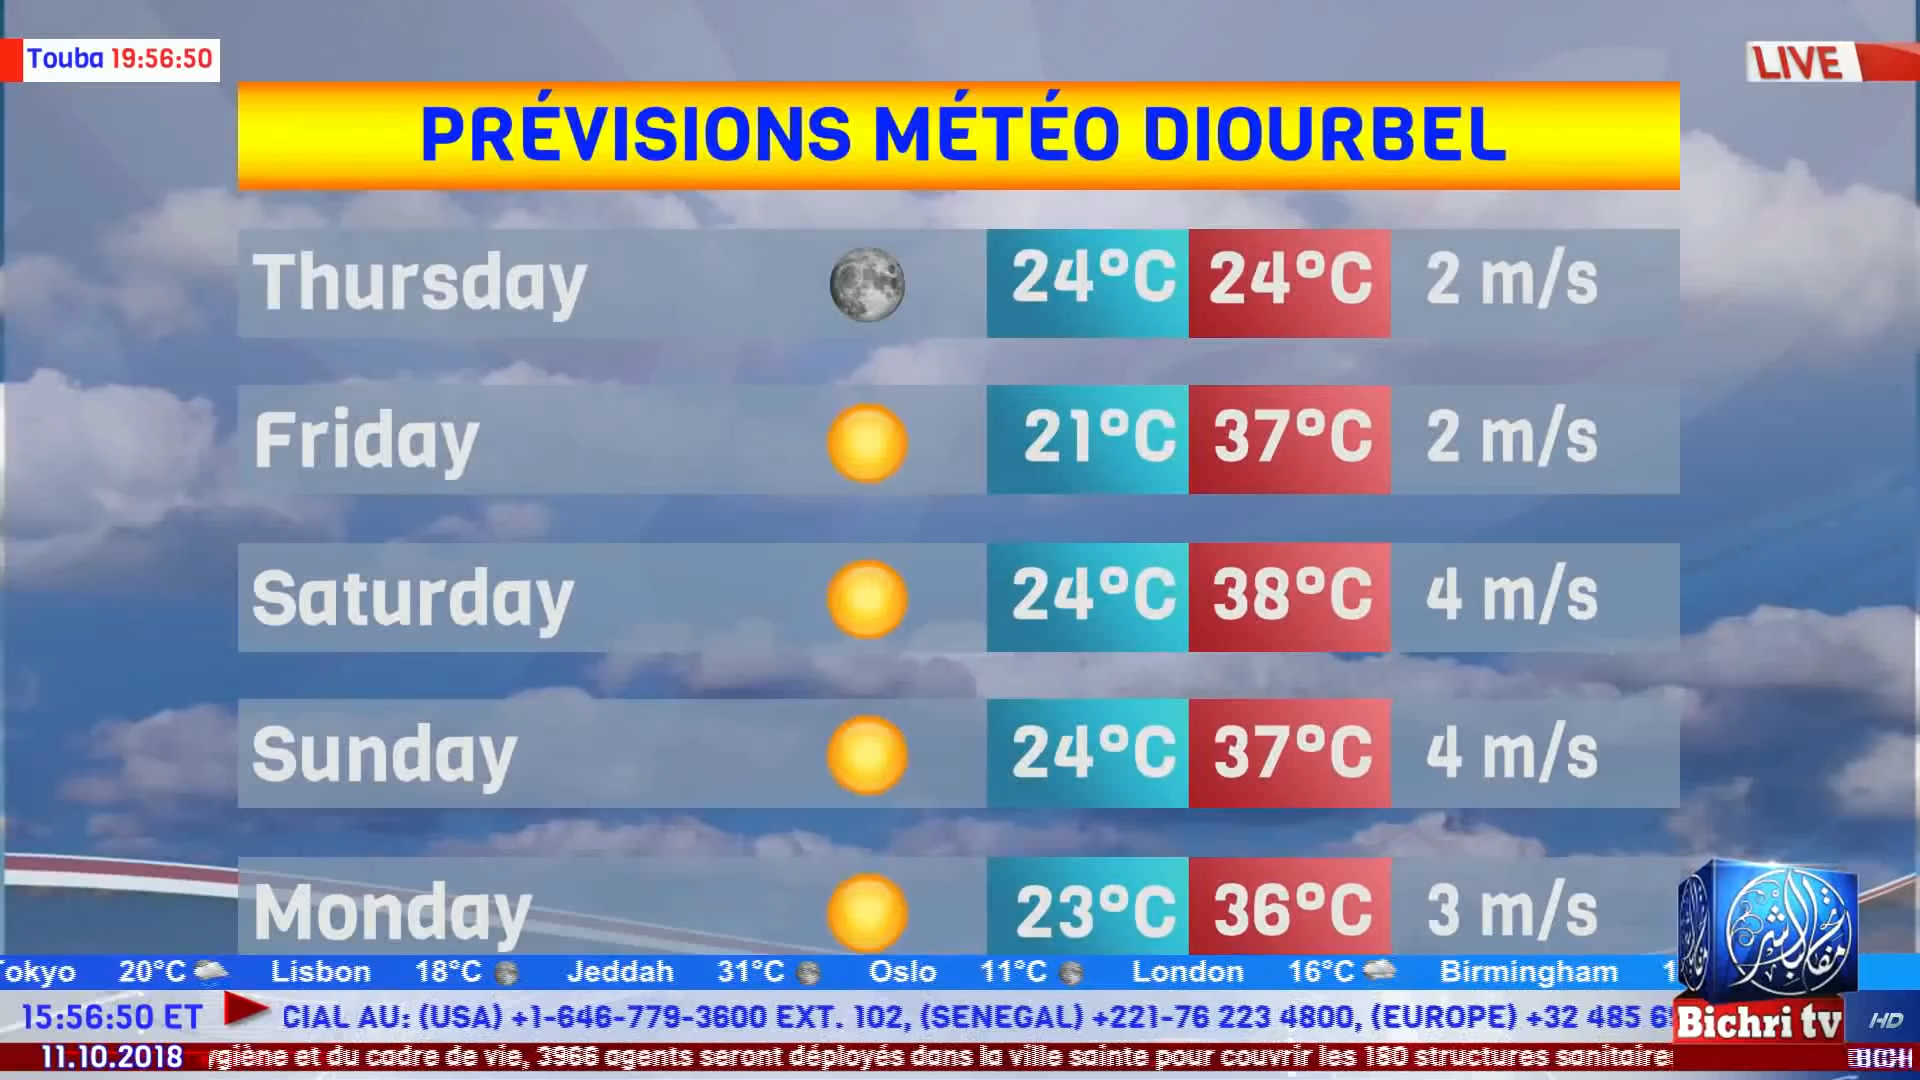 Touba 19:56:50
LIVE
PRÉVISIONS MÉTÉO DIOURBEL
Thursday 24°C 24°C 2 m/s
Friday 21°C 37°C 2 m/s
Saturday 24°C 38°C 4 m/s
Sunday 24°C 37°C 4 m/s
Monday 23°C 36°C 3 m/s
okyo 20°C Lisbon 18°C Jeddah 31°C Oslo 11°C London 16°C Birmingham 1
15:56:50 ET CIAL AU: (USA) +1-646-779-3600 EXT. 102, (SENEGAL) +221-76 223 4800, (EUROPE) +32 485 6
Bichri tv HD
11.10.2018 giène et du cadre de vie, 3966 agents seront déployés dans la ville sainte pour couvrir les 180 structures sanitaire